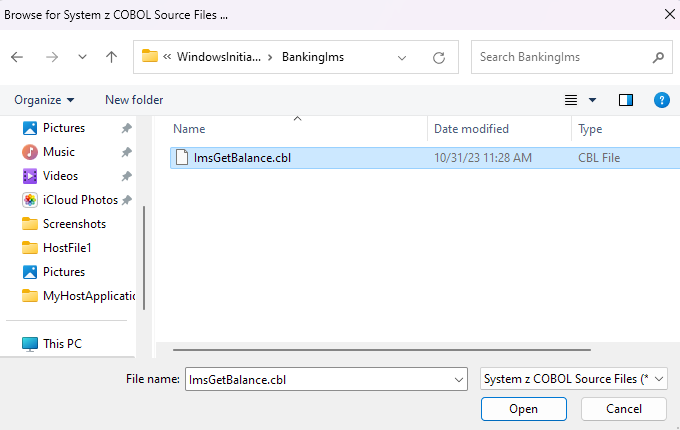 Browse for System z COBOL Source Files ...
« WindowsInitia... > BankingIms
Search BankingIms
Organize
New folder
Name
Date modified
Type
ImsGetBalance.cbl
10/31/23 11:28 AM
CBL File
Pictures
Music
Videos
iCloud Photos
Screenshots
HostFile1
Pictures
MyHostApplication
This PC
File name:
ImsGetBalance.cbl
System z COBOL Source Files (*
Open
Cancel